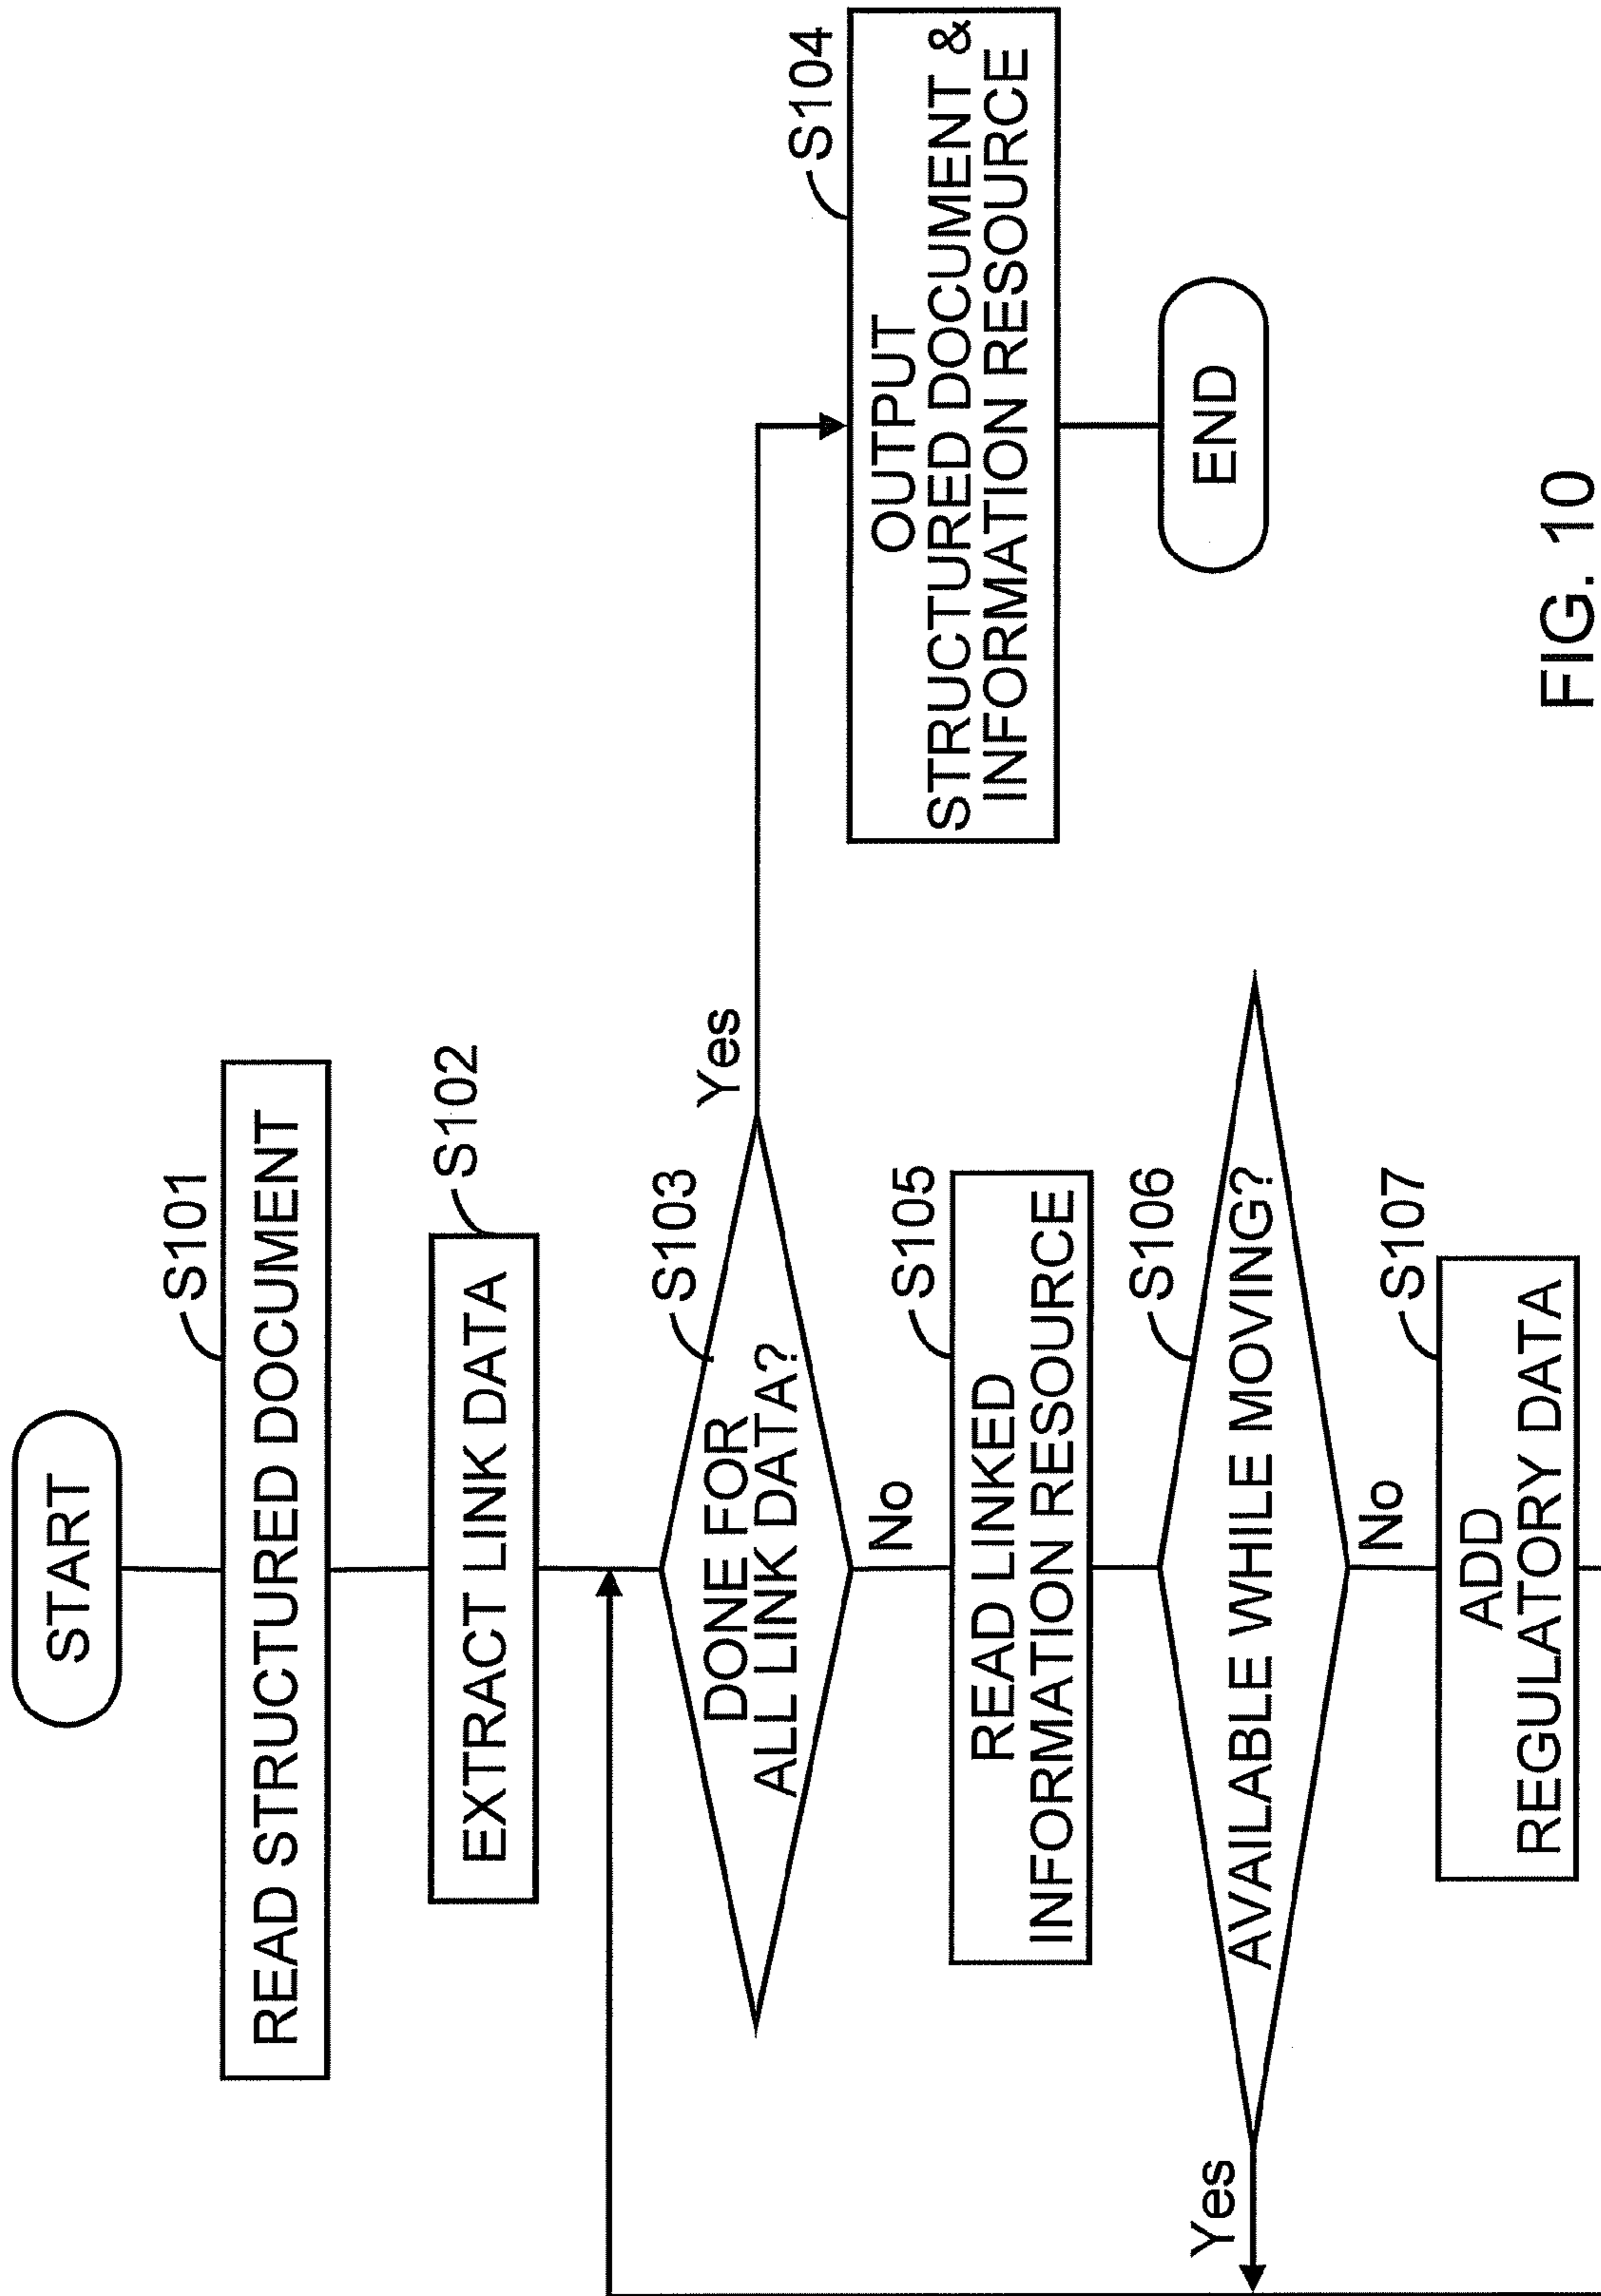 START
S101
READ STRUCTURED DOCUMENT
S102
EXTRACT LINK DATA
S103
DONE FOR
ALL LINK DATA?
Yes
No
S104
OUTPUT
STRUCTURED DOCUMENT &
INFORMATION RESOURCE
END
S105
READ LINKED
INFORMATION RESOURCE
S106
AVAILABLE WHILE MOVING?
Yes
No
S107
ADD
REGULATORY DATA
FIG. 10